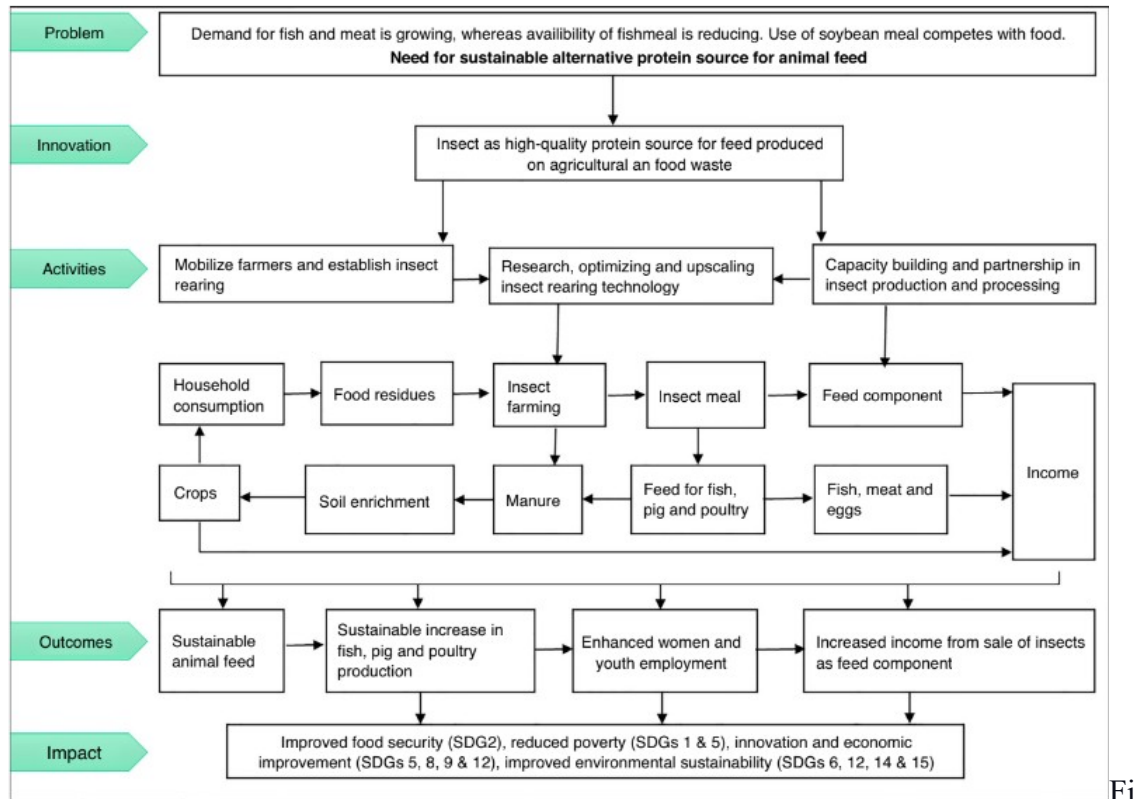 Problem
Demand for fish and meat is growing, whereas availibility of fishmeal is reducing. Use of soybean meal competes with food.
Need for sustainable alternative protein source for animal feed
Innovation
Insect as high-quality protein source for feed produced
on agricultural an food waste
Activities
Mobilize farmers and establish insect
rearing
Research, optimizing and upscaling
insect rearing technology
Capacity building and partnership in
insect production and processing
Household
consumption
Food residues
Insect
farming
Insect meal
Feed component
Income
Crops
Soil enrichment
Manure
Feed for fish,
pig and poultry
Fish, meat and
eggs
Outcomes
Sustainable
animal feed
Sustainable increase in
fish, pig and poultry
production
Enhanced women and
youth employment
Increased income from sale of insects
as feed component
Impact
Improved food security (SDG2), reduced poverty (SDGs 1 & 5), innovation and economic
improvement (SDGs 5, 8, 9 & 12), improved environmental sustainability (SDGs 6, 12, 14 & 15)
Fi